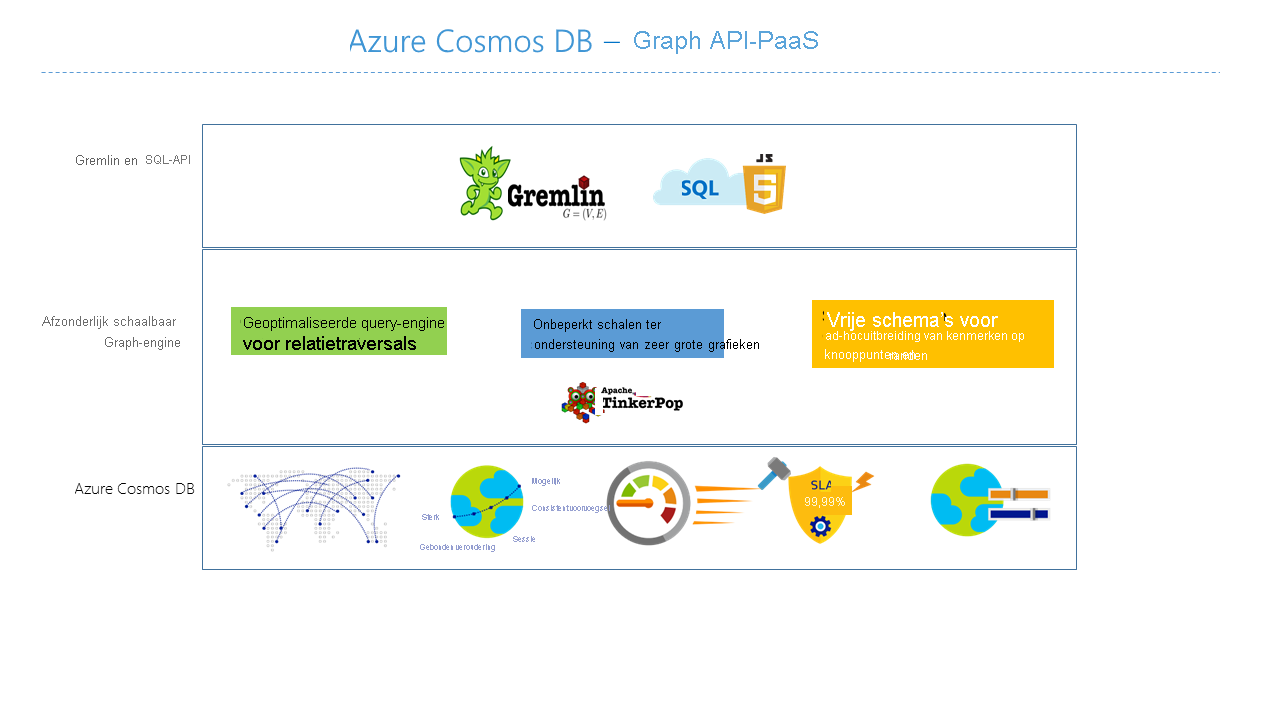 Azure Cosmos DB – Graph API-PaaS
Gremlin en SQL-API
Gremlin
G = (V, E)
SQL
JS
5
Afzonderlijk schaalbaar
Graph-engine
Geoptimaliseerde query-engine
voor relatietraversals
Onbeperkt schalen ter
ondersteuning van zeer grote grafieken
Vrije schema's voor
ad-hocuitbreiding van kenmerken op
knooppunten en randen
Apache
TinkerPop
Azure Cosmos DB
Mogelijk
Consistentvoorvoegsel
Sterk
Sessie
Gebondenveroudering
SLA
99,99%